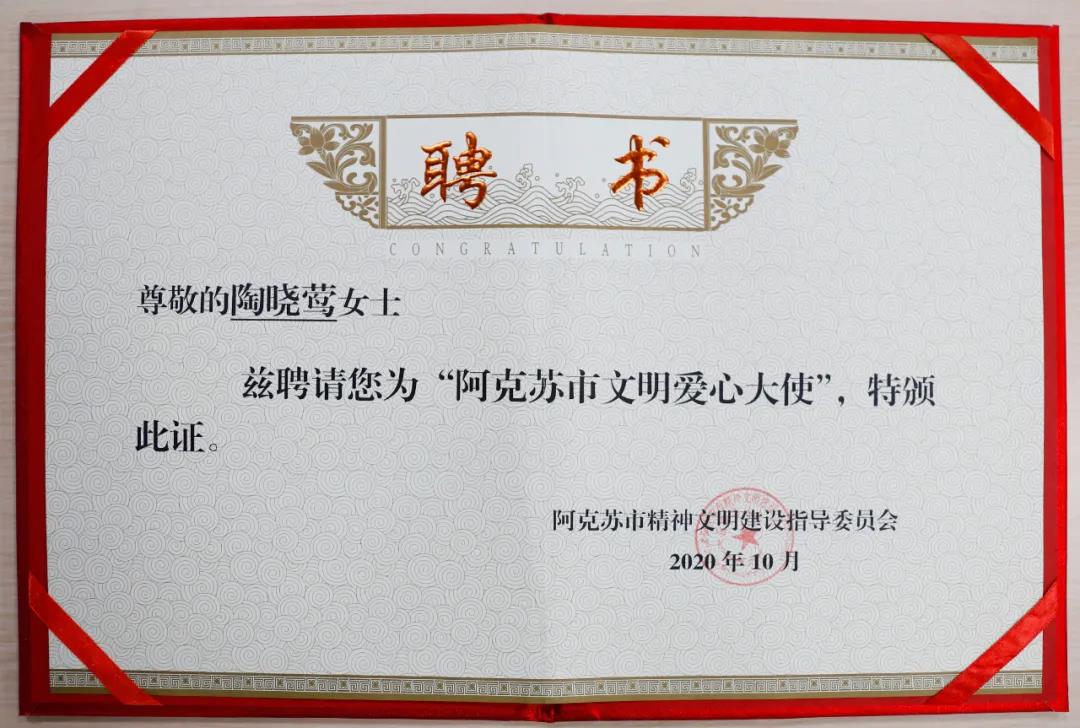 聘书
CONGRATULATION
尊敬的陶晓莺女士
兹聘请您为“阿克苏市文明爱心大使”，特颁
此证。
阿克苏市精神文明建设指导委员会
2020年10月